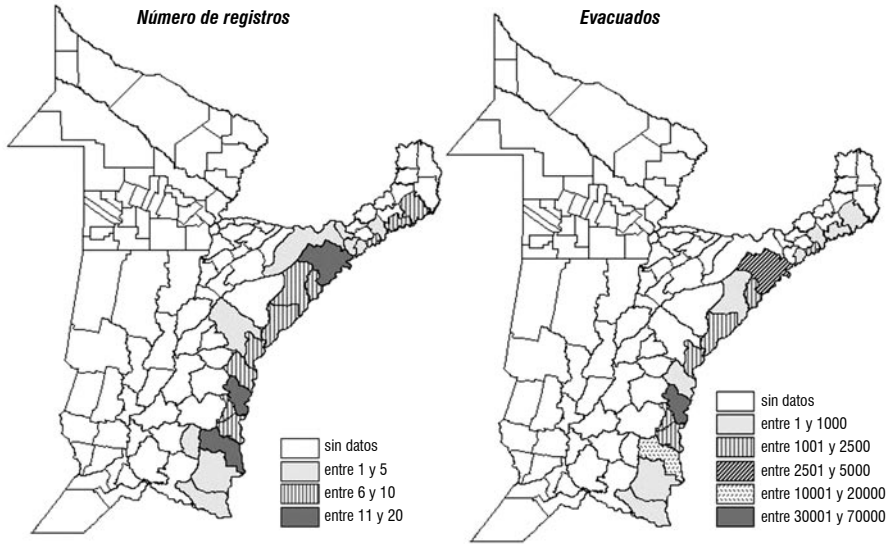 Número de registros
Evacuados
sin datos
entre 1 y 5
entre 6 y 10
entre 11 y 20
sin datos
entre 1 y 1000
entre 1001 y 2500
entre 2501 y 5000
entre 10001 y 20000
entre 30001 y 70000